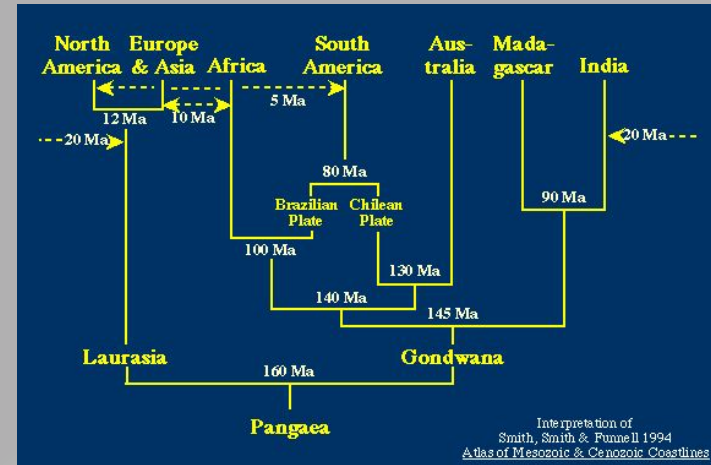 North America
Europe & Asia
Africa
South America
Aus- tralia
Mada- gascar
India
5 Ma
12 Ma
10 Ma
20 Ma
20 Ma
80 Ma
Brazilian Plate
Chilean Plate
90 Ma
100 Ma
130 Ma
140 Ma
145 Ma
Laurasia
Gondwana
160 Ma
Pangaea
Interpretation of
Smith, Smith & Funnell 1994
Atlas of Mesozoic & Cenozoic Coastlines